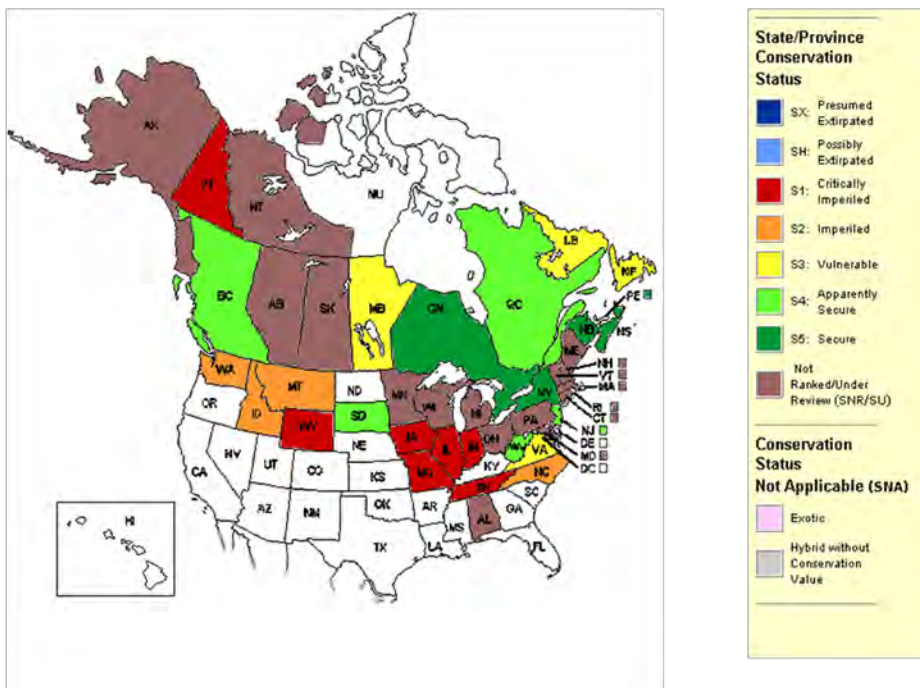 AK
YT
NT
NU
BC
AB
SK
MB
ON
QC
LB
NF
PE
NB
NS
ME
NH
VT
MA
RI
CT
NJ
DE
MD
DC
WA
MT
ND
MN
WI
MI
NY
OR
ID
WY
SD
IA
IL
IN
OH
PA
NV
UT
CO
NE
KS
MO
KY
WV
VA
CA
AZ
NM
OK
AR
TN
NC
SC
TX
LA
MS
AL
GA
FL
HI
State/Province
Conservation
Status
SX: Presumed
Extirpated
SH: Possibly
Extirpated
S1: Critically
Imperiled
S2: Imperiled
S3: Vulnerable
S4: Apparently
Secure
S5: Secure
Not
Ranked/Under
Review (SNR/SU)
Conservation
Status
Not Applicable (SNA)
Exotic
Hybrid without
Conservation
Value